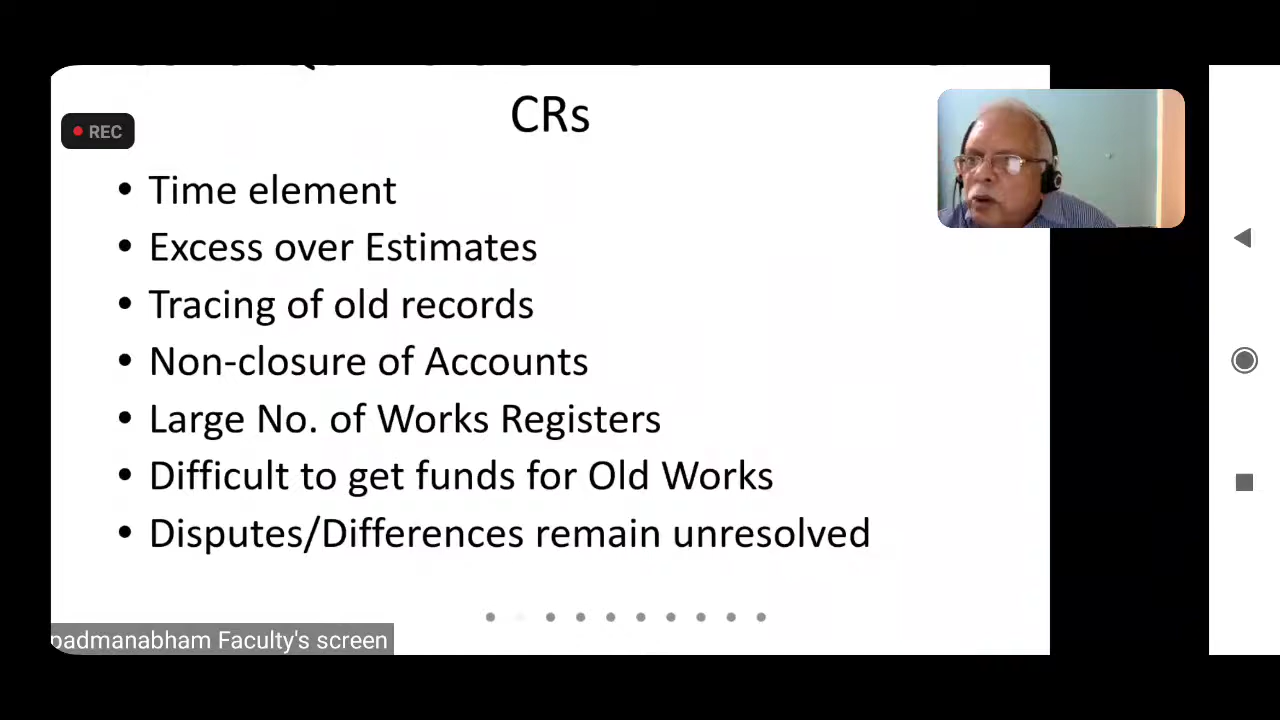 CRs
REC
• Time element
• Excess over Estimates
• Tracing of old records
• Non-closure of Accounts
• Large No. of Works Registers
• Difficult to get funds for Old Works
• Disputes/Differences remain unresolved
padmanabham Faculty's screen